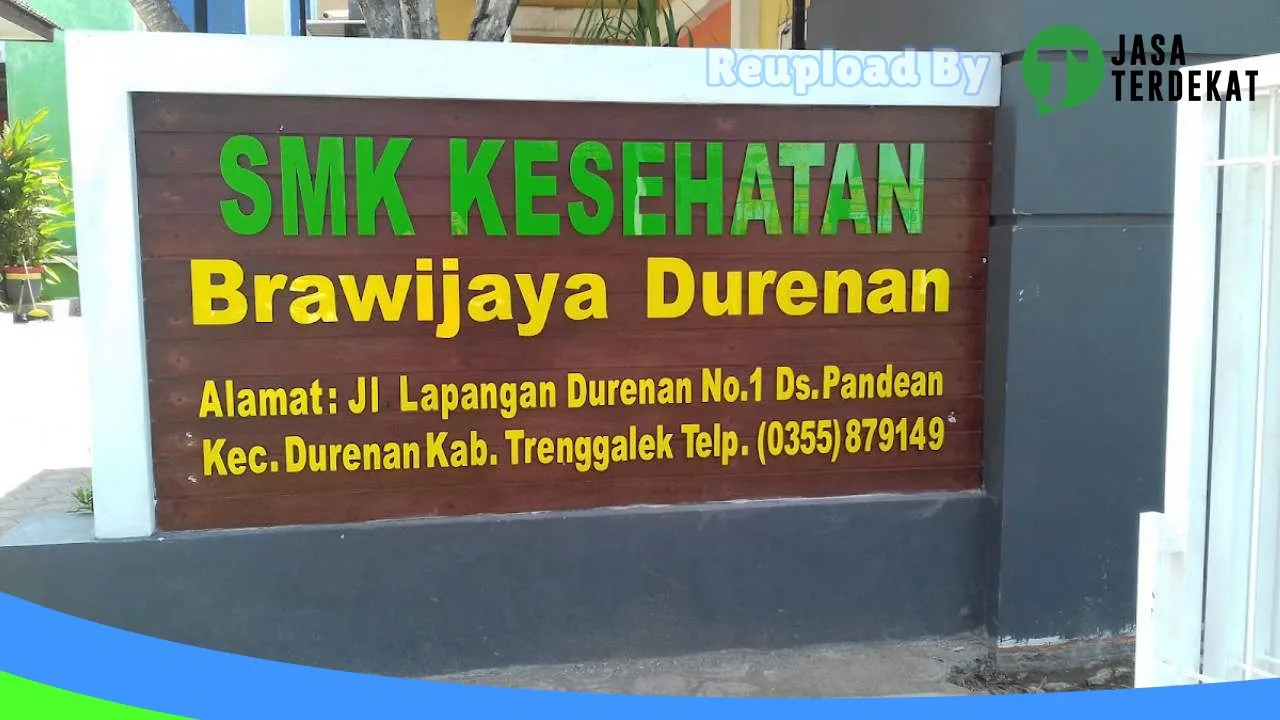 Reupload By
JASA
TERDEKAT
SMK KESEHATAN
Brawijaya Durenan
Alamat: Jl Lapangan Durenan No.1 Ds.Pandean
Kec. Durenan Kab. Trenggalek Telp. (0355) 879149